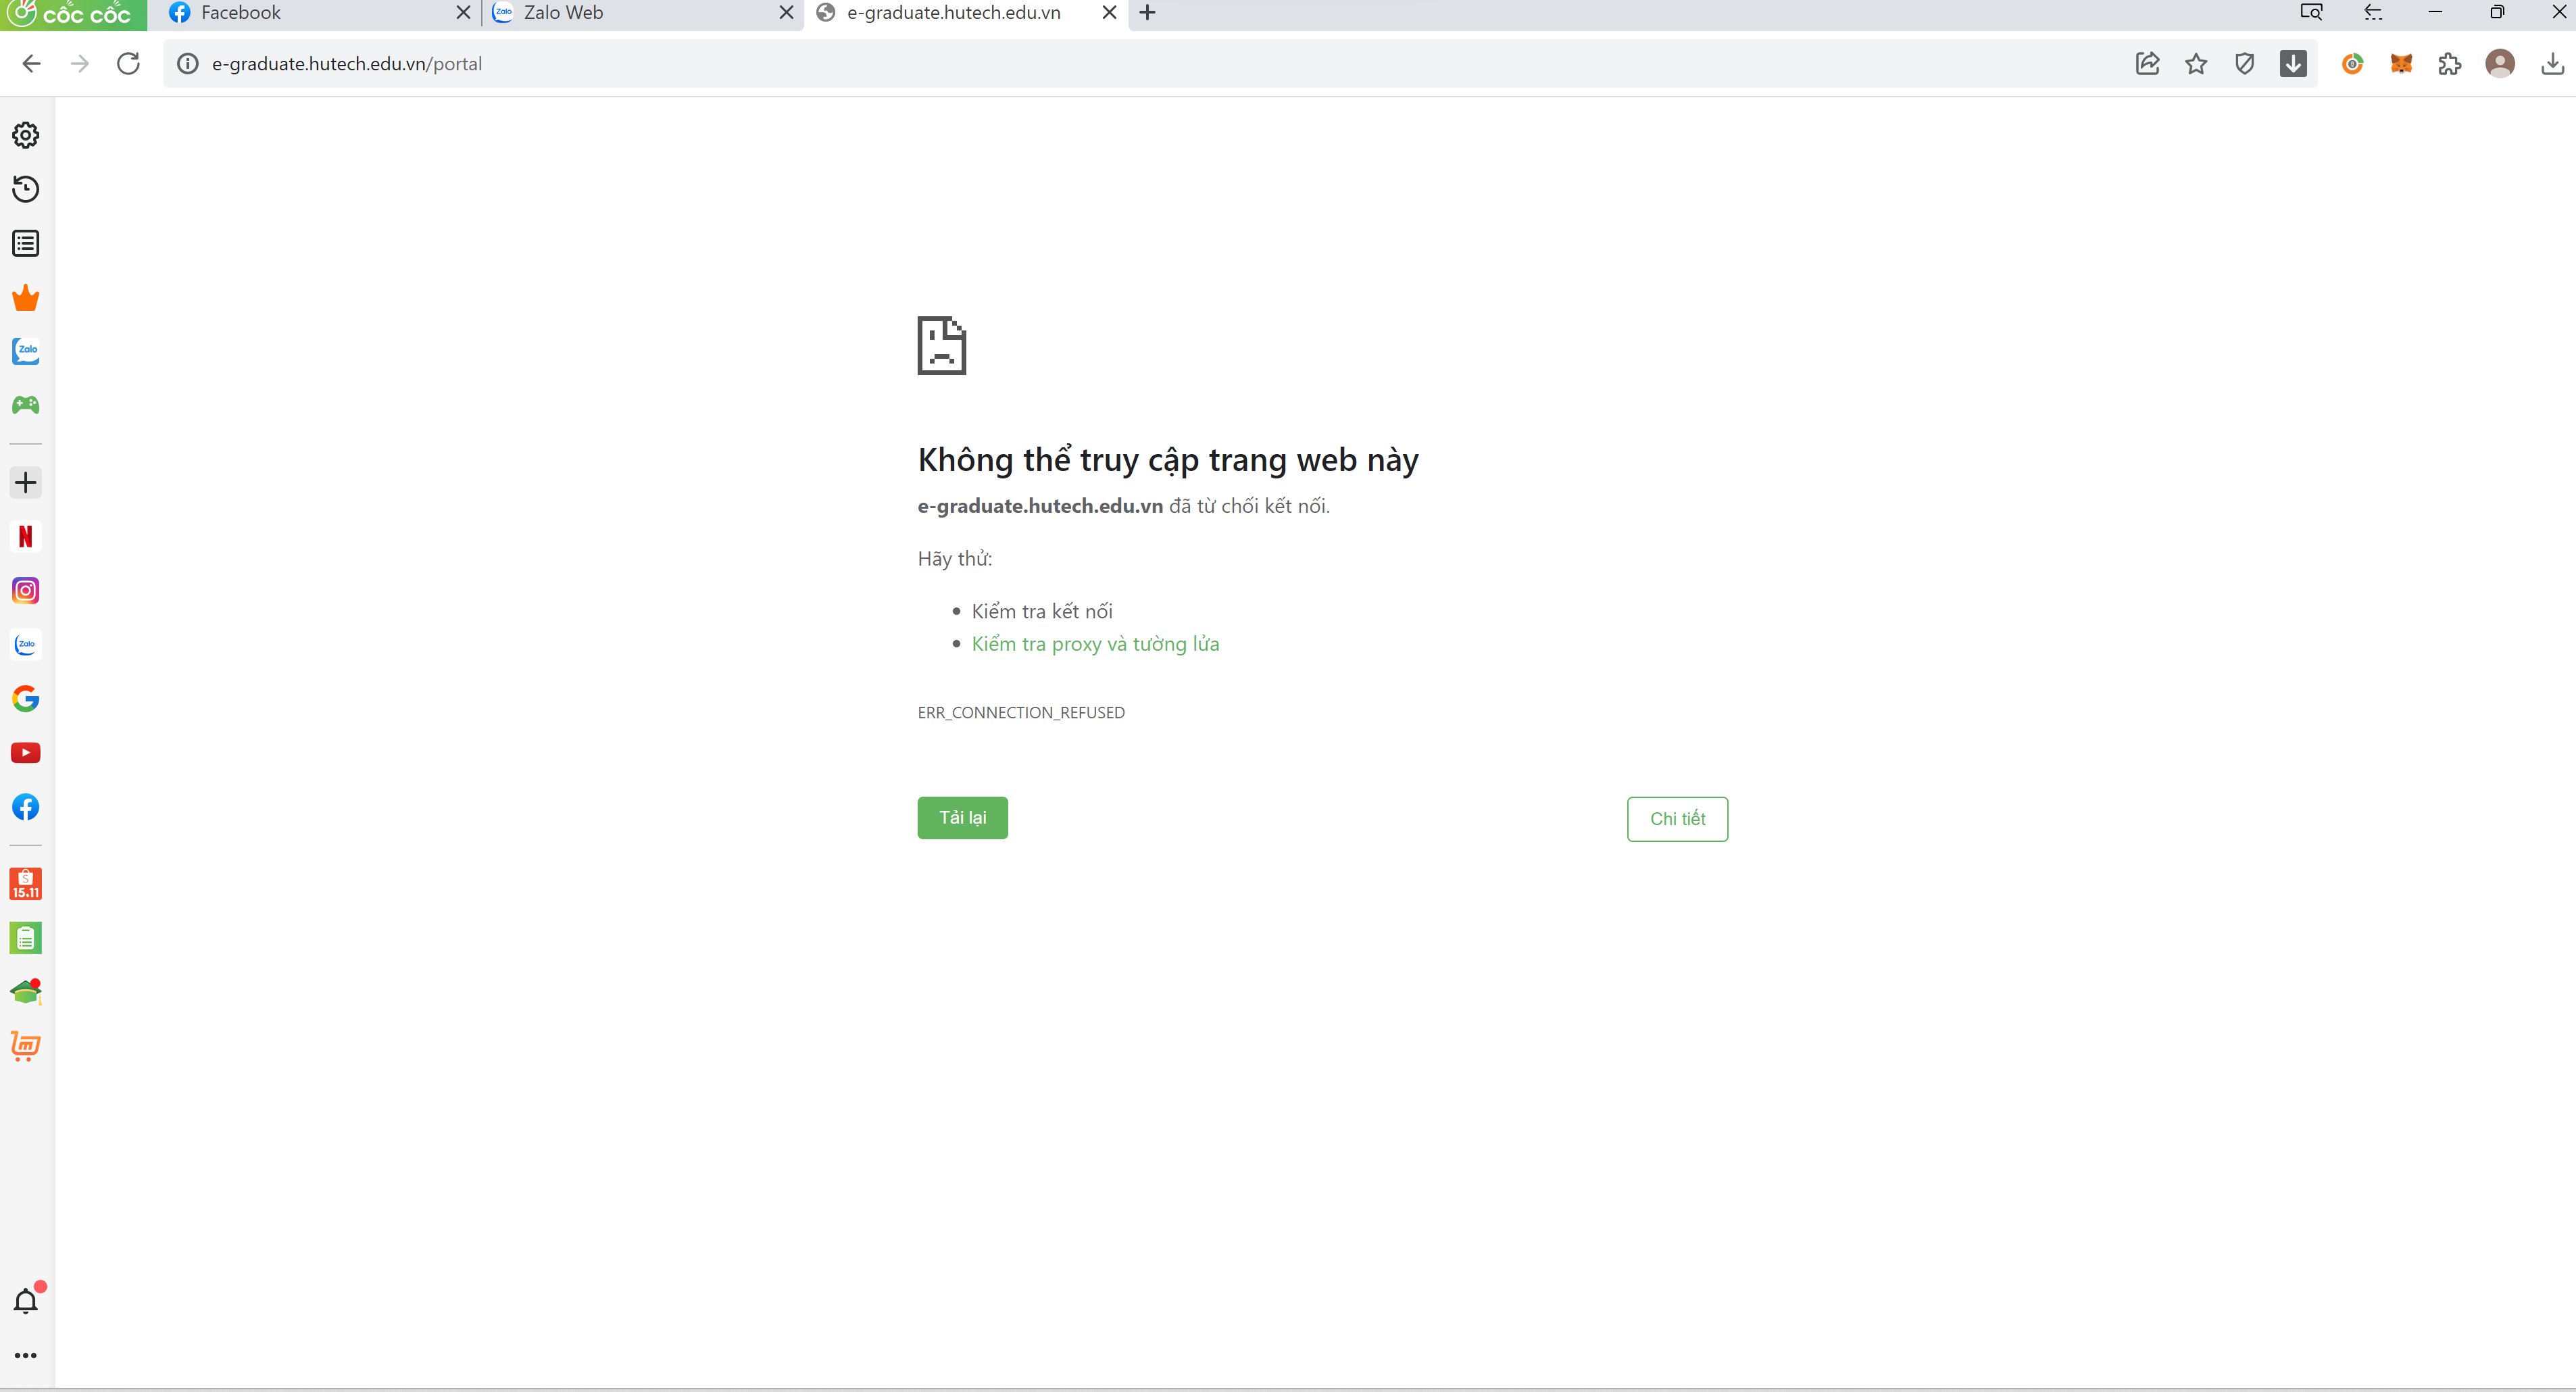 cốc cốc
Facebook
Zalo
Zalo Web
e-graduate.hutech.edu.vn
e-graduate.hutech.edu.vn/portal
Zalo
Không thể truy cập trang web này
e-graduate.hutech.edu.vn đã từ chối kết nối.
Hãy thử:
Kiểm tra kết nối
Kiểm tra proxy và tường lửa
N
Zalo
ERR_CONNECTION_REFUSED
Tải lại
Chi tiết
S
15.11
m